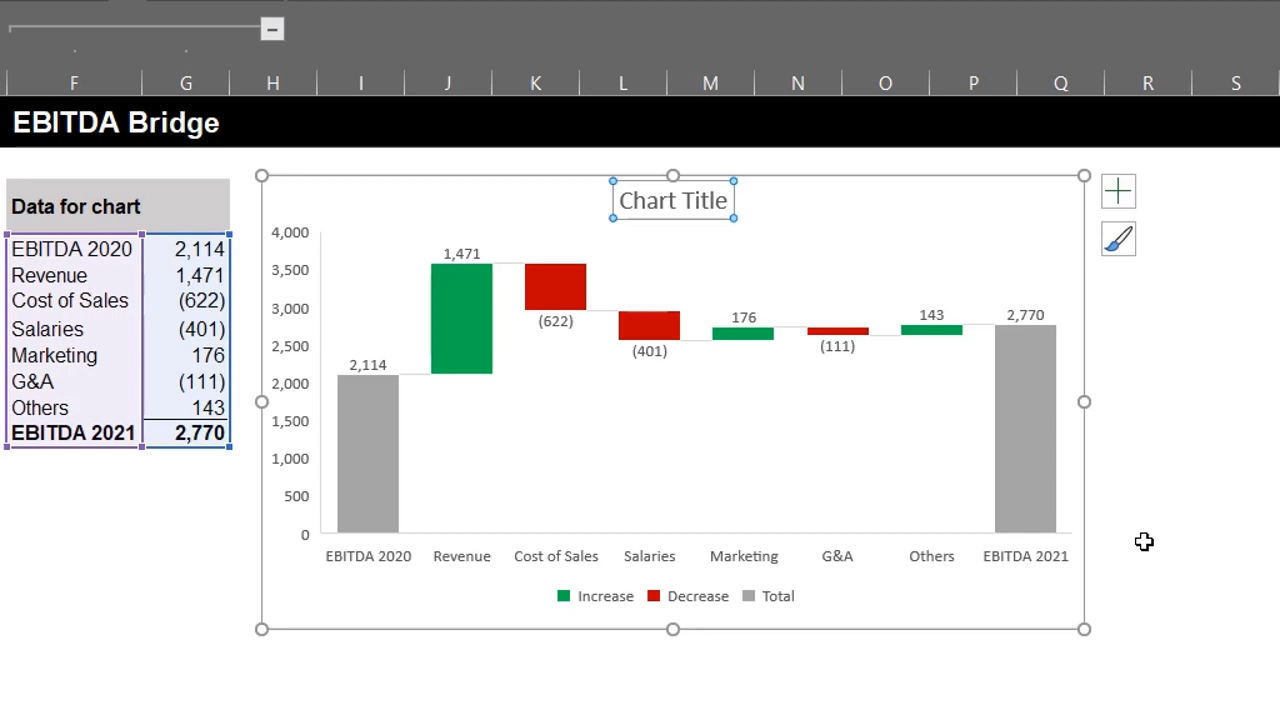 F G H I J K L M N O P Q R S
EBITDA Bridge
Data for chart
EBITDA 2020 2,114
Revenue 1,471
Cost of Sales (622)
Salaries (401)
Marketing 176
G&A (111)
Others 143
EBITDA 2021 2,770
Chart Title
4,000
3,500
3,000
2,500
2,000
1,500
1,000
500
0
2,114
1,471
(622)
(401)
176
(111)
143
2,770
EBITDA 2020 Revenue Cost of Sales Salaries Marketing G&A Others EBITDA 2021
Increase Decrease Total